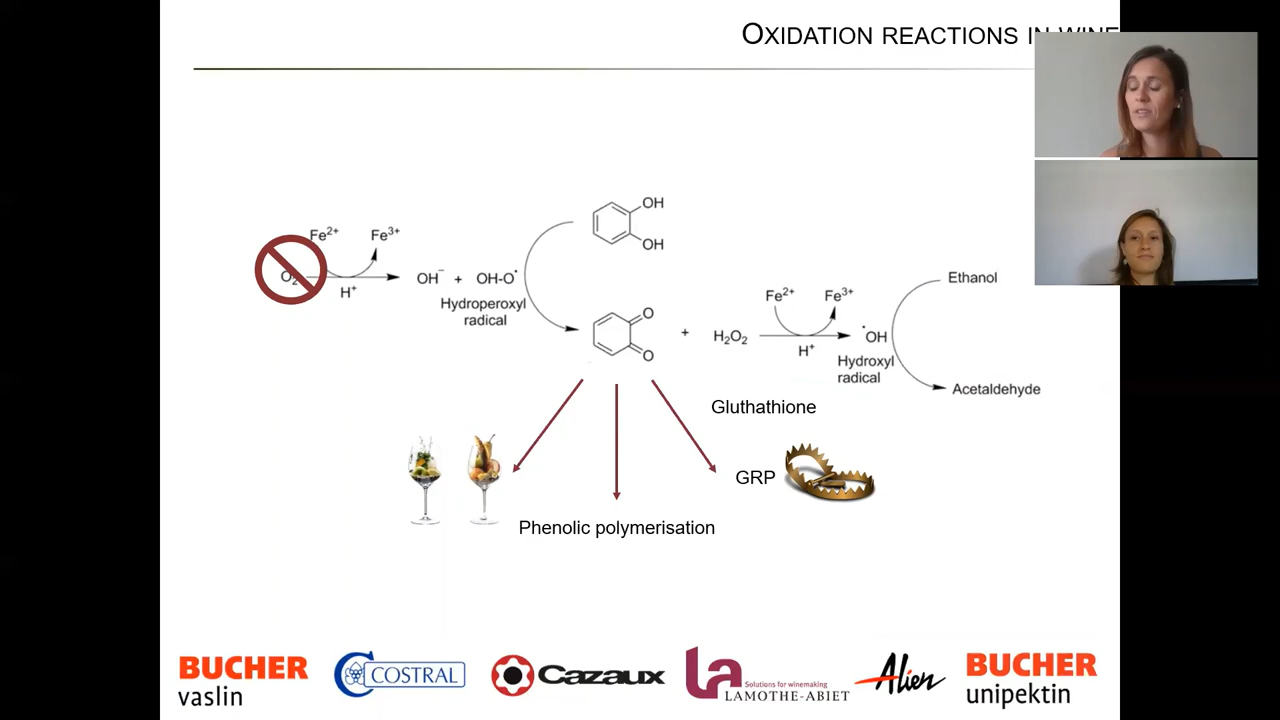 OXIDATION REACTIONS IN WINE
OH
OH
Fe2+ Fe3+
O2
H+
OH− + OH-O•
Hydroperoxyl
radical
Ethanol
Fe2+ Fe3+
O
O
+ H2O2
H+
•OH
Hydroxyl
radical
Acetaldehyde
Gluthathione
GRP
Phenolic polymerisation
BUCHER
vaslin
COSTRAL
Cazaux
La
Solutions for winemaking
LAMOTHE-ABIET
Alien
BUCHER
unipektin